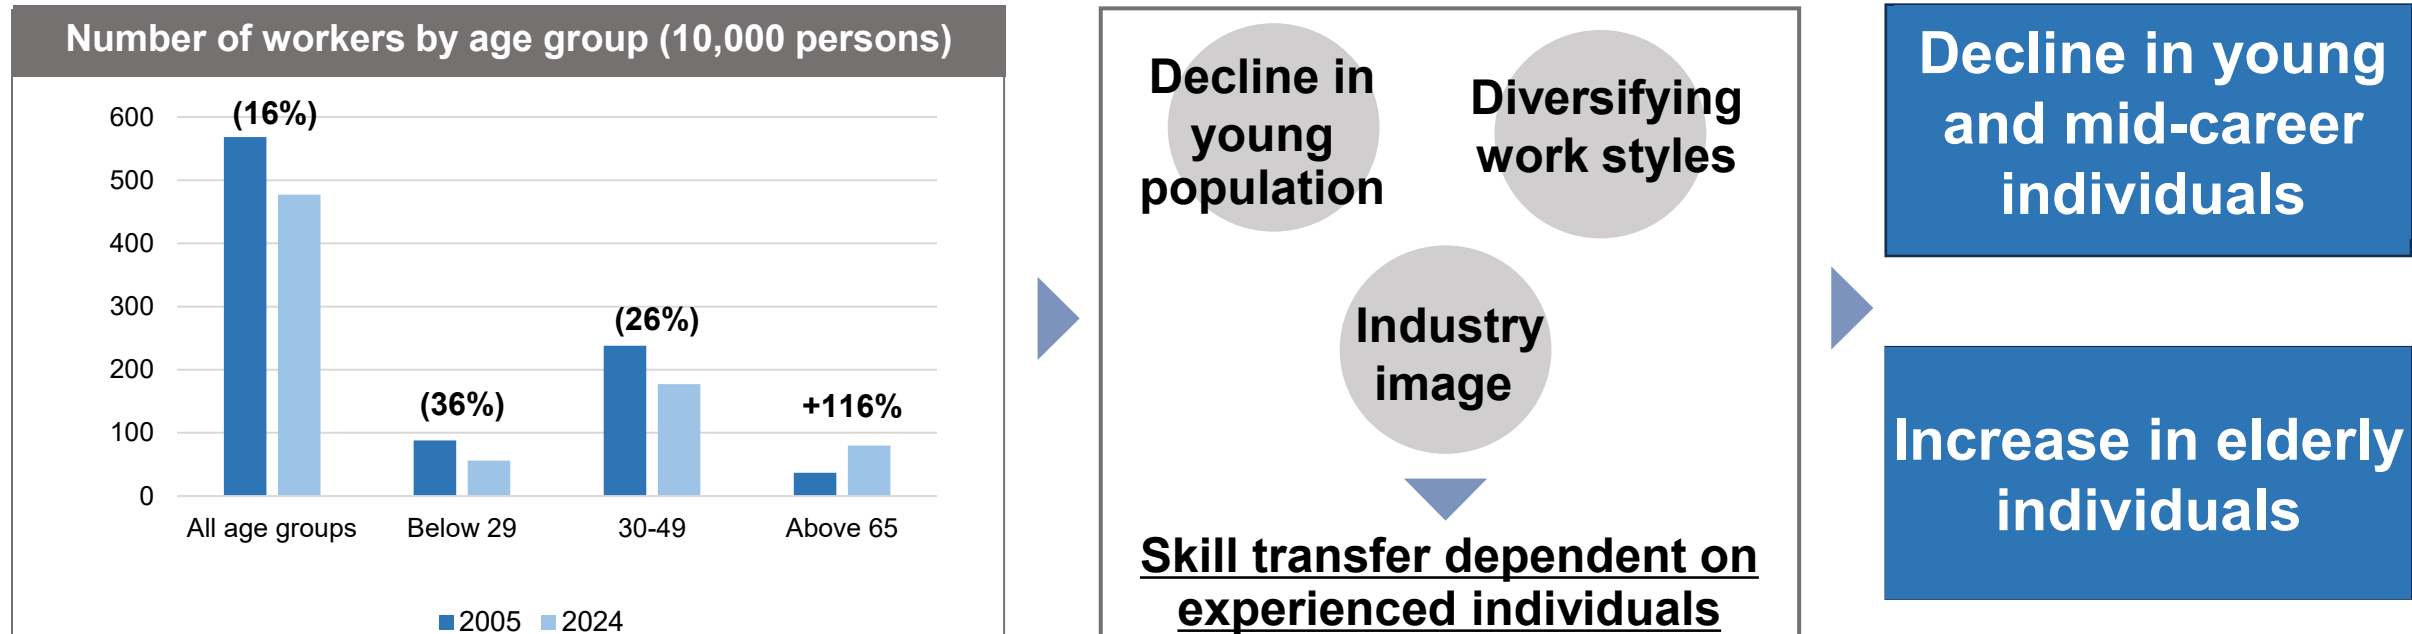 Number of workers by age group (10,000 persons)
600
500
400
300
200
100
0
(16%)
(36%)
(26%)
+116%
All age groups
Below 29
30-49
Above 65
2005
2024
Decline in
young
population
Diversifying
work styles
Industry
image
Skill transfer dependent on
experienced individuals
Decline in young
and mid-career
individuals
Increase in elderly
individuals